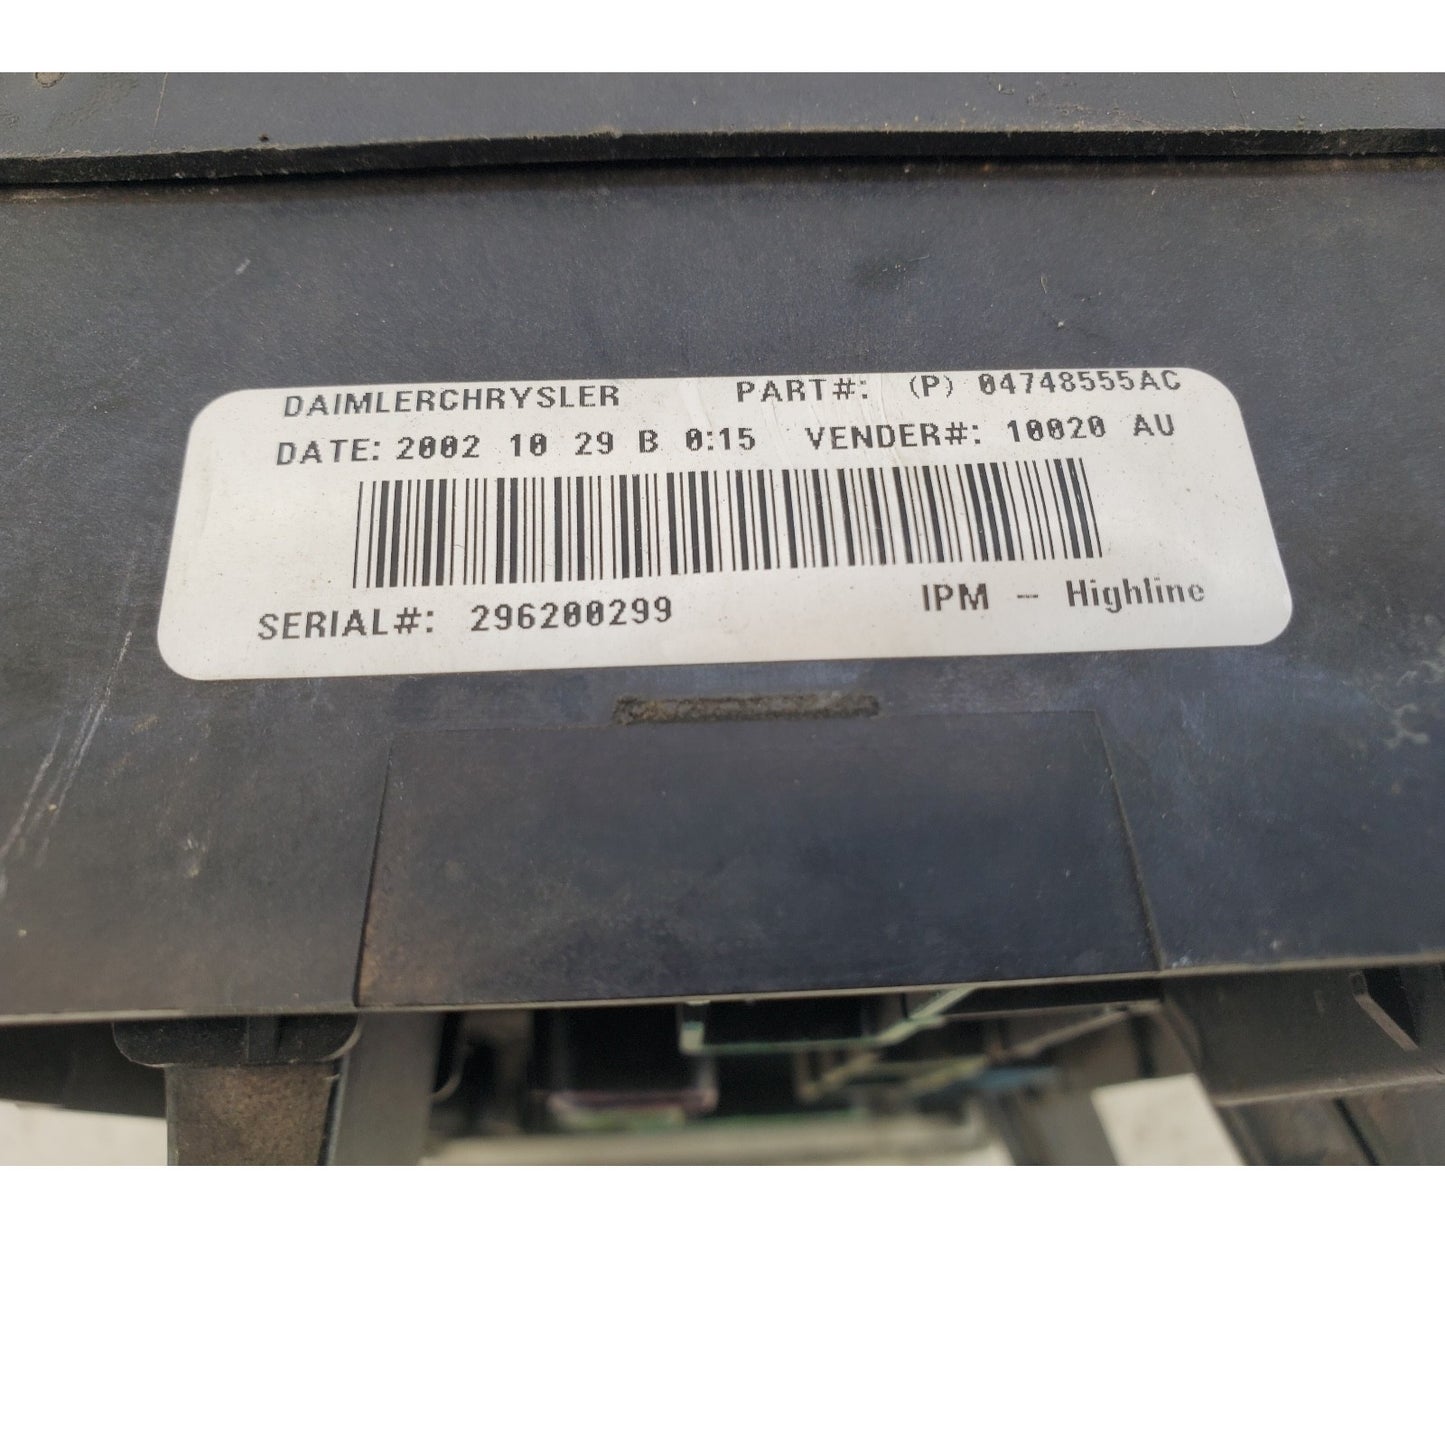 DAIMLERCHRYSLER PART#: (P) 04748555AC
DATE: 2002 10 29 B 0:15 VENDER#: 10020 AU
SERIAL#: 296200299 IPM - Highline